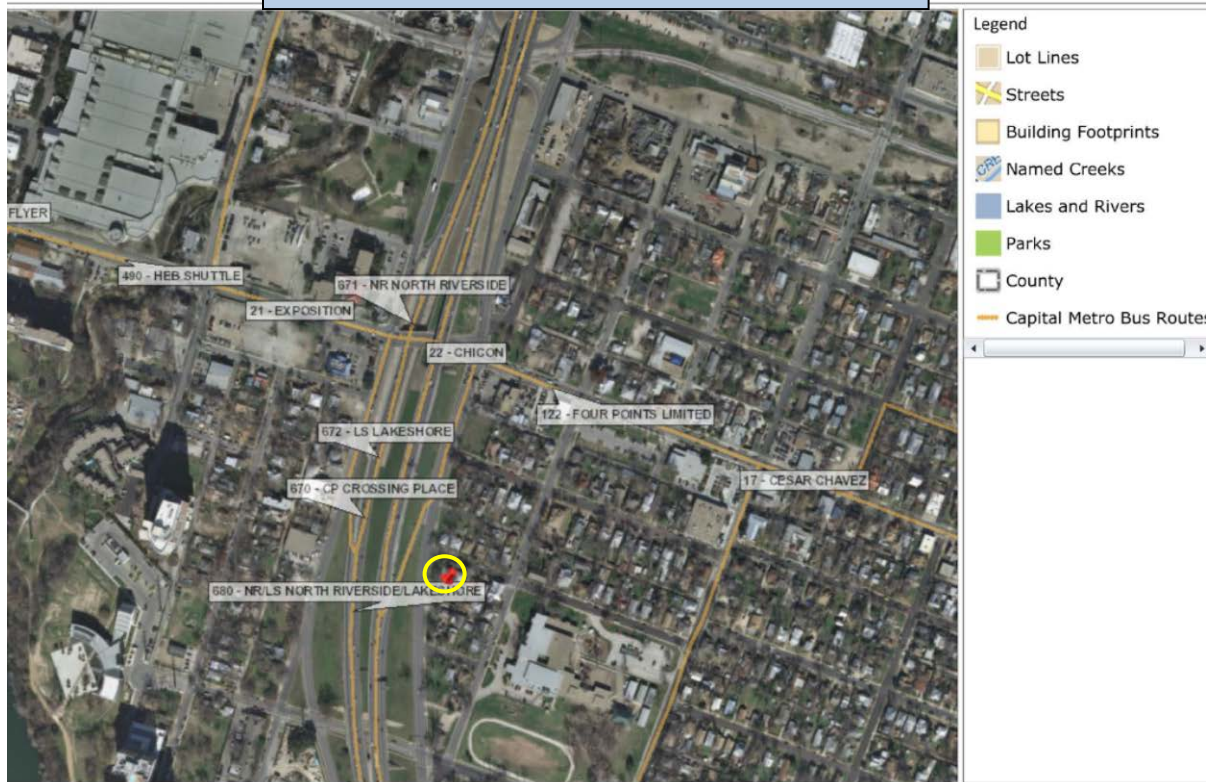 FLYER
490 - HEB SHUTTLE
671 - NR NORTH RIVERSIDE
21 - EXPOSITION
22 - CHICON
122 - FOUR POINTS LIMITED
672 - LS LAKESHORE
17 - CESAR CHAVEZ
670 - CP CROSSING PLACE
680 - NR/LS NORTH RIVERSIDE/LAKESHORE
Legend
Lot Lines
Streets
Building Footprints
CRE
Named Creeks
Lakes and Rivers
Parks
County
Capital Metro Bus Routes